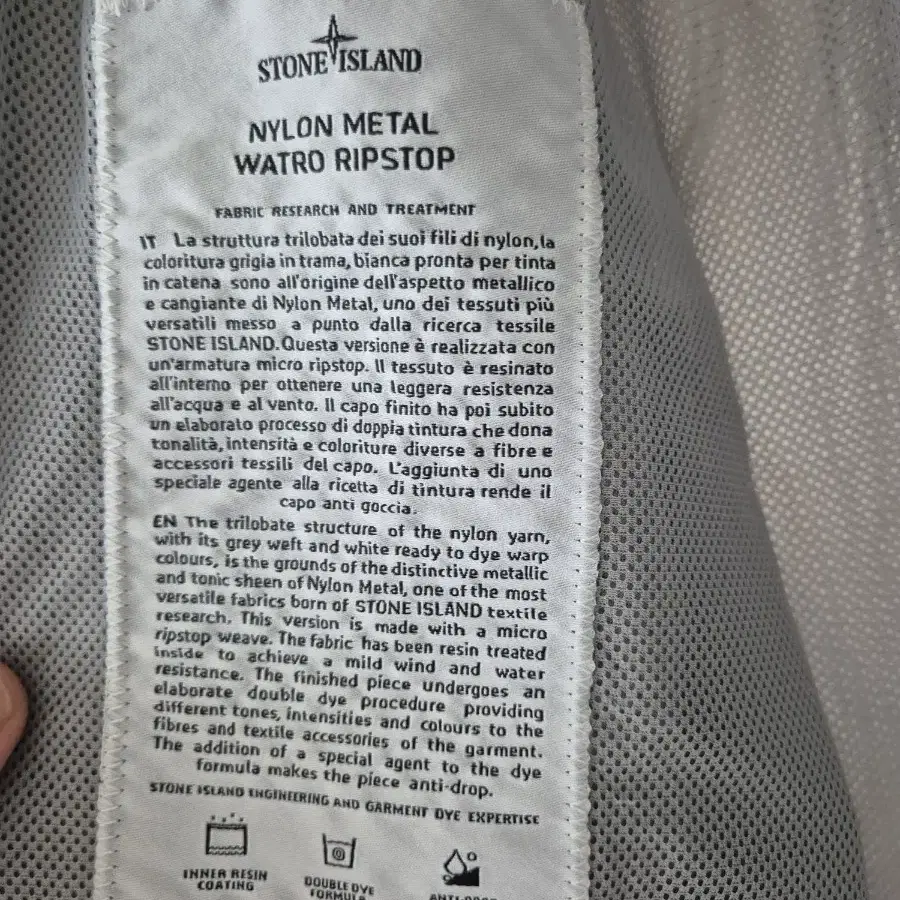 STONE ISLAND
NYLON METAL
WATRO RIPSTOP
FABRIC RESEARCH AND TREATMENT
IT La struttura trilobata dei suoi fili di nylon, la
coloritura grigia in trama, bianca pronta per tinta
in catena sono all'origine dell'aspetto metallico
e cangiante di Nylon Metal, uno dei tessuti più
versatili messo a punto dalla ricerca tessile
STONE ISLAND. Questa versione è realizzata con
un'armatura micro ripstop. Il tessuto è resinato
all'interno per ottenere una leggera resistenza
all'acqua e al vento. Il capo finito ha poi subito
un elaborato processo di doppia tintura che dona
tonalità, intensità e coloriture diverse a fibre e
accessori tessili del capo. L'aggiunta di uno
speciale agente alla ricetta di tintura rende il
capo anti goccia.
EN The trilobate structure of the nylon yarn,
with its grey weft and white ready to dye warp
colours, is the grounds of the distinctive metallic
and tonic sheen of Nylon Metal, one of the most
versatile fabrics born of STONE ISLAND textile
research. This version is made with a micro
ripstop weave. The fabric has been resin treated
inside to achieve a mild wind and water
resistance. The finished piece undergoes an
elaborate double dye procedure providing
different tones, intensities and colours to the
fibres and textile accessories of the garment.
The addition of a special agent to the dye
formula makes the piece anti-drop.
STONE ISLAND ENGINEERING AND GARMENT DYE EXPERTISE
INNER RESIN
COATING
DOUBLE DYE
FORMULA
ANTI-DROP